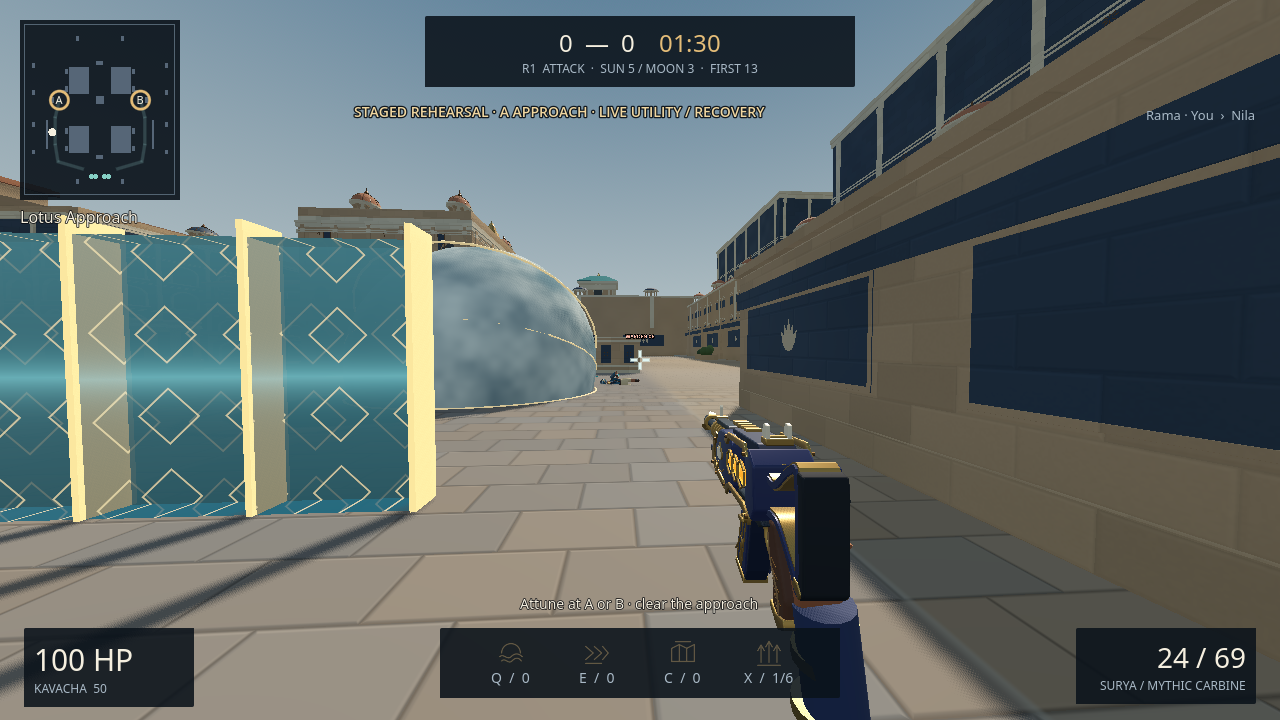 0 — 0 01:30
R1 ATTACK · SUN 5 / MOON 3 · FIRST 13
STAGED REHEARSAL · A APPROACH · LIVE UTILITY / RECOVERY
Rama · You › Nila
A
B
Lotus Approach
Attune at A or B · clear the approach
100 HP
KAVACHA 50
Q / 0
E / 0
C / 0
X / 1/6
24 / 69
SURYA / MYTHIC CARBINE